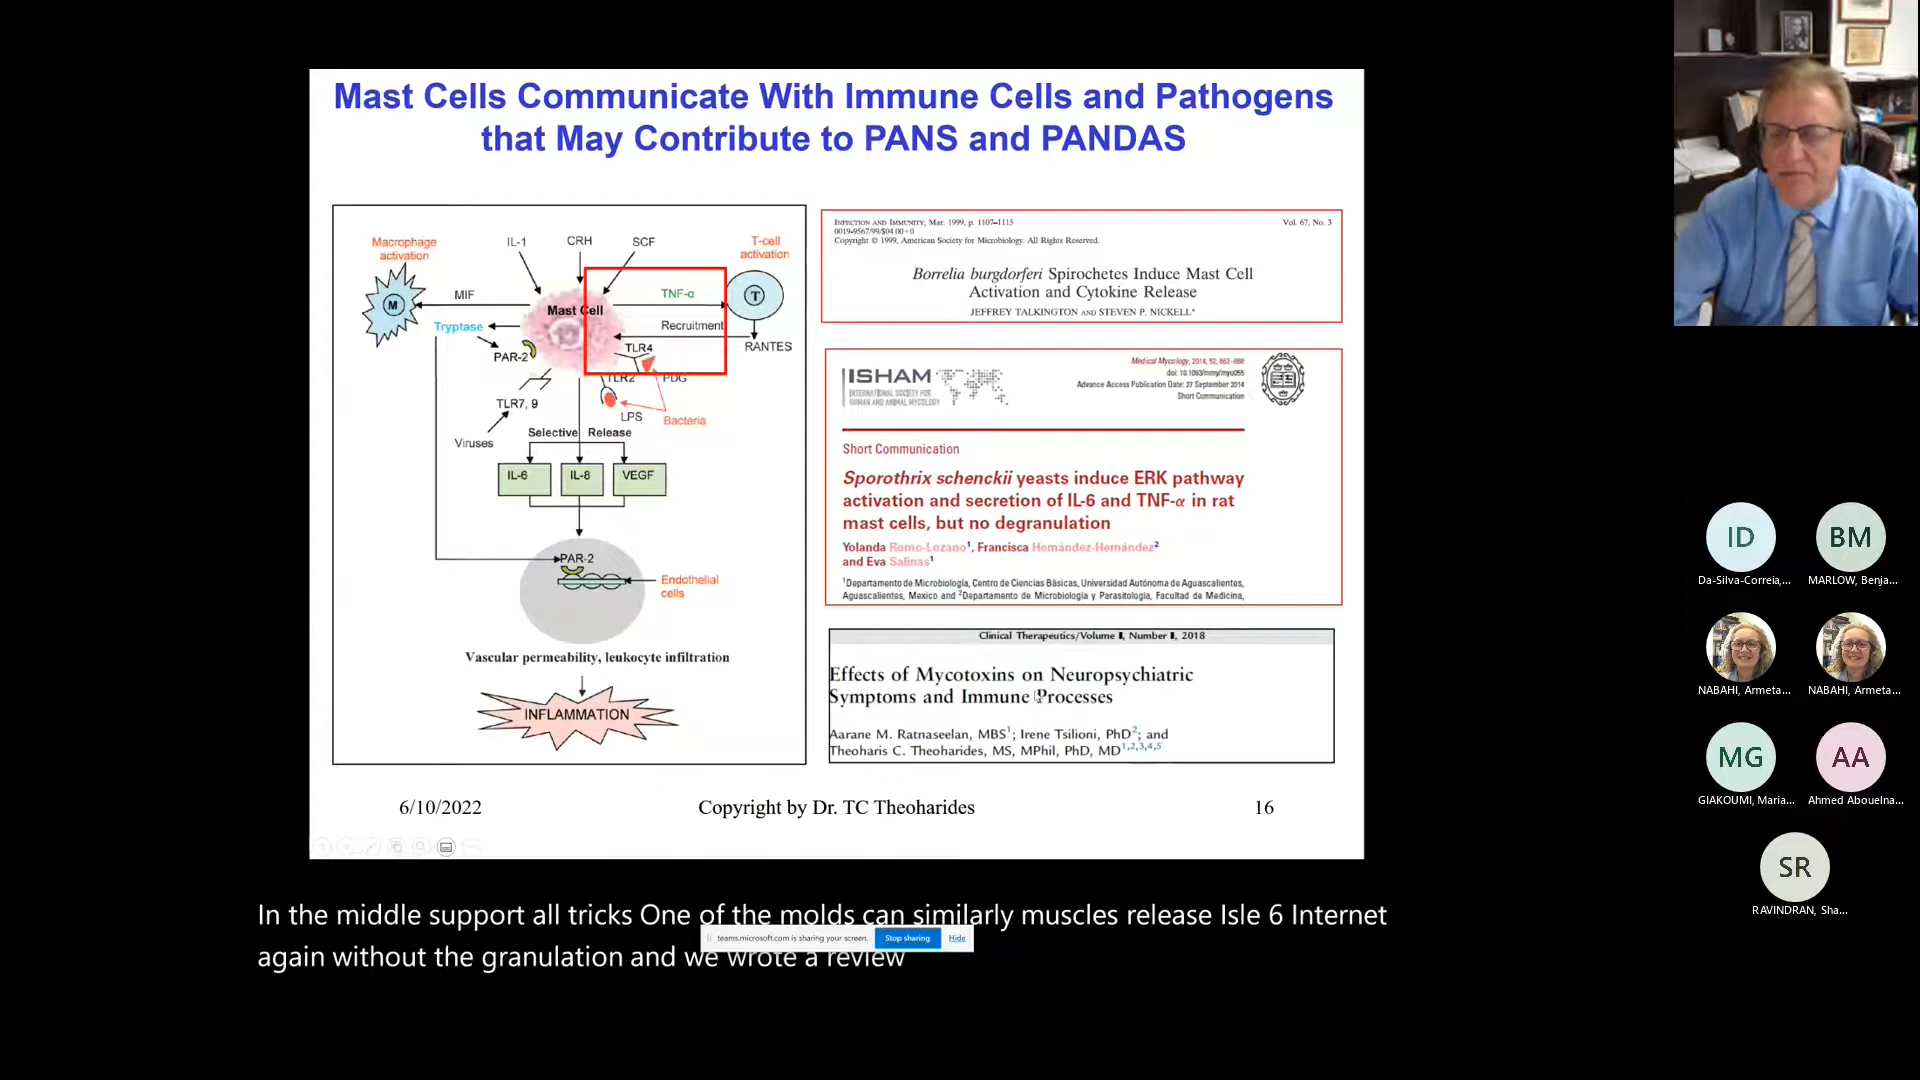 Mast Cells Communicate With Immune Cells and Pathogens
that May Contribute to PANS and PANDAS
Macrophage
activation
IL-1
CRH
SCF
T-cell
activation
M
MIF
Mast Cell
TNF-α
T
Tryptase
Recruitment
RANTES
PAR-2
TLR4
TLR2
PDG
TLR7, 9
LPS
Bacteria
Viruses
Selective Release
IL-6
IL-8
VEGF
PAR-2
Endothelial
cells
Vascular permeability, leukocyte infiltration
INFLAMMATION
INFECTION AND IMMUNITY, Mar. 1999, p. 1107–1115
Vol. 67, No. 3
0019-9567/99/$04.00+0
Copyright © 1999, American Society for Microbiology. All Rights Reserved.
Borrelia burgdorferi Spirochetes Induce Mast Cell
Activation and Cytokine Release
JEFFREY TALKINGTON AND STEVEN P. NICKELL*
ISHAM
INTERNATIONAL SOCIETY FOR
HUMAN AND ANIMAL MYCOLOGY
Medical Mycology, 2014, 52, 862–868
doi: 10.1093/mmy/myu055
Advance Access Publication Date: 27 September 2014
Short Communication
Short Communication
Sporothrix schenckii yeasts induce ERK pathway
activation and secretion of IL-6 and TNF-α in rat
mast cells, but no degranulation
Yolanda Romo-Lozano1, Francisca Hernández-Hernández2
and Eva Salinas1
1Departamento de Microbiología, Centro de Ciencias Básicas, Universidad Autónoma de Aguascalientes,
Aguascalientes, Mexico and 2Departamento de Microbiología y Parasitología, Facultad de Medicina,
Clinical Therapeutics/Volume ▮, Number ▮, 2018
Effects of Mycotoxins on Neuropsychiatric
Symptoms and Immune Processes
Aarane M. Ratnaseelan, MBS1; Irene Tsilioni, PhD2; and
Theoharis C. Theoharides, MS, MPhil, PhD, MD1,2,3,4,5
6/10/2022
Copyright by Dr. TC Theoharides
16
In the middle support all tricks One of the molds can similarly muscles release Isle 6 Internet
again without the granulation and we wrote a review
teams.microsoft.com is sharing your screen.
Stop sharing
Hide
ID
BM
Da-Silva-Correia,...
MARLOW, Benja...
NABAHI, Armeta...
NABAHI, Armeta...
MG
AA
GIAKOUMI, Maria...
Ahmed Abouelna...
SR
RAVINDRAN, Sha...